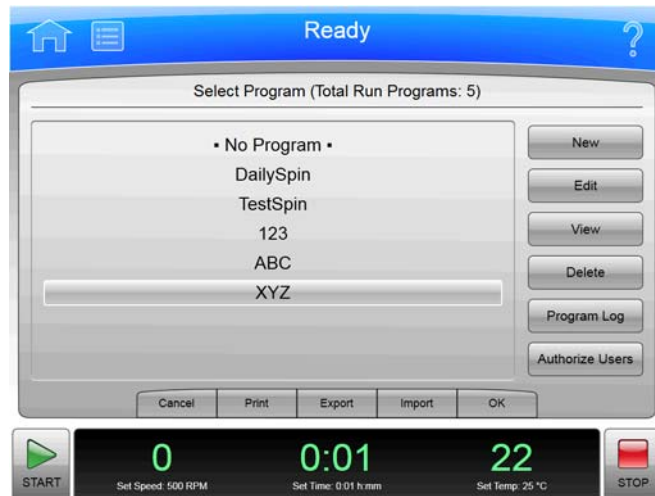 Ready
?
Select Program (Total Run Programs: 5)
▪ No Program ▪
DailySpin
TestSpin
123
ABC
XYZ
New
Edit
View
Delete
Program Log
Authorize Users
Cancel Print Export Import OK
START
0
Set Speed: 500 RPM
0:01
Set Time: 0:01 h:mm
22
Set Temp: 25 °C
STOP